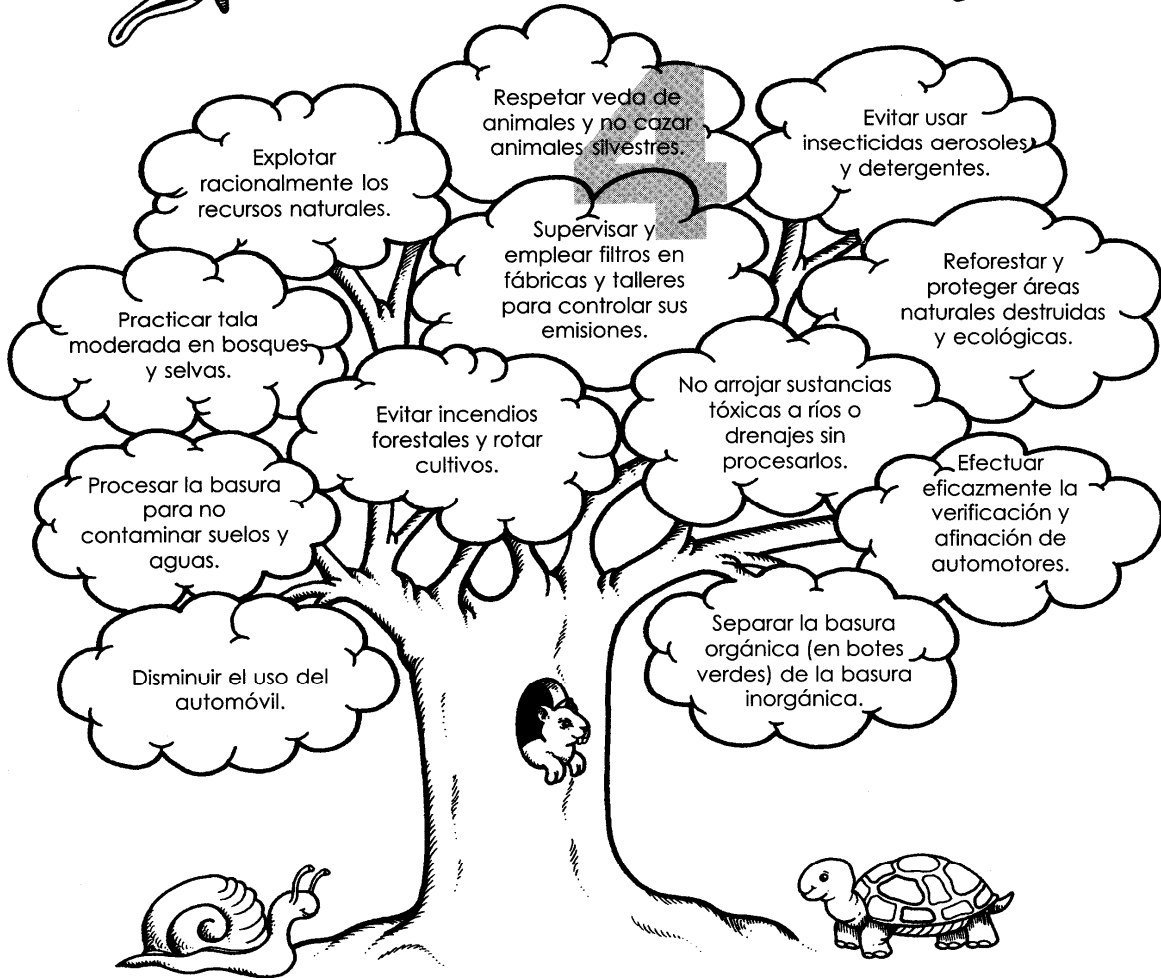 Respetar veda de
animales y no cazar
animales silvestres.
4
Evitar usar
insecticidas aerosoles
y detergentes.
Explotar
racionalmente los
recursos naturales.
Supervisar y
emplear filtros en
fábricas y talleres
para controlar sus
emisiones.
Reforestar y
proteger áreas
naturales destruidas
y ecológicas.
Practicar tala
moderada en bosques
y selvas.
Evitar incendios
forestales y rotar
cultivos.
No arrojar sustancias
tóxicas a ríos o
drenajes sin
procesarlos.
Procesar la basura
para no
contaminar suelos y
aguas.
Efectuar
eficazmente la
verificación y
afinación de
automotores.
Disminuir el uso del
automóvil.
Separar la basura
orgánica (en botes
verdes) de la basura
inorgánica.